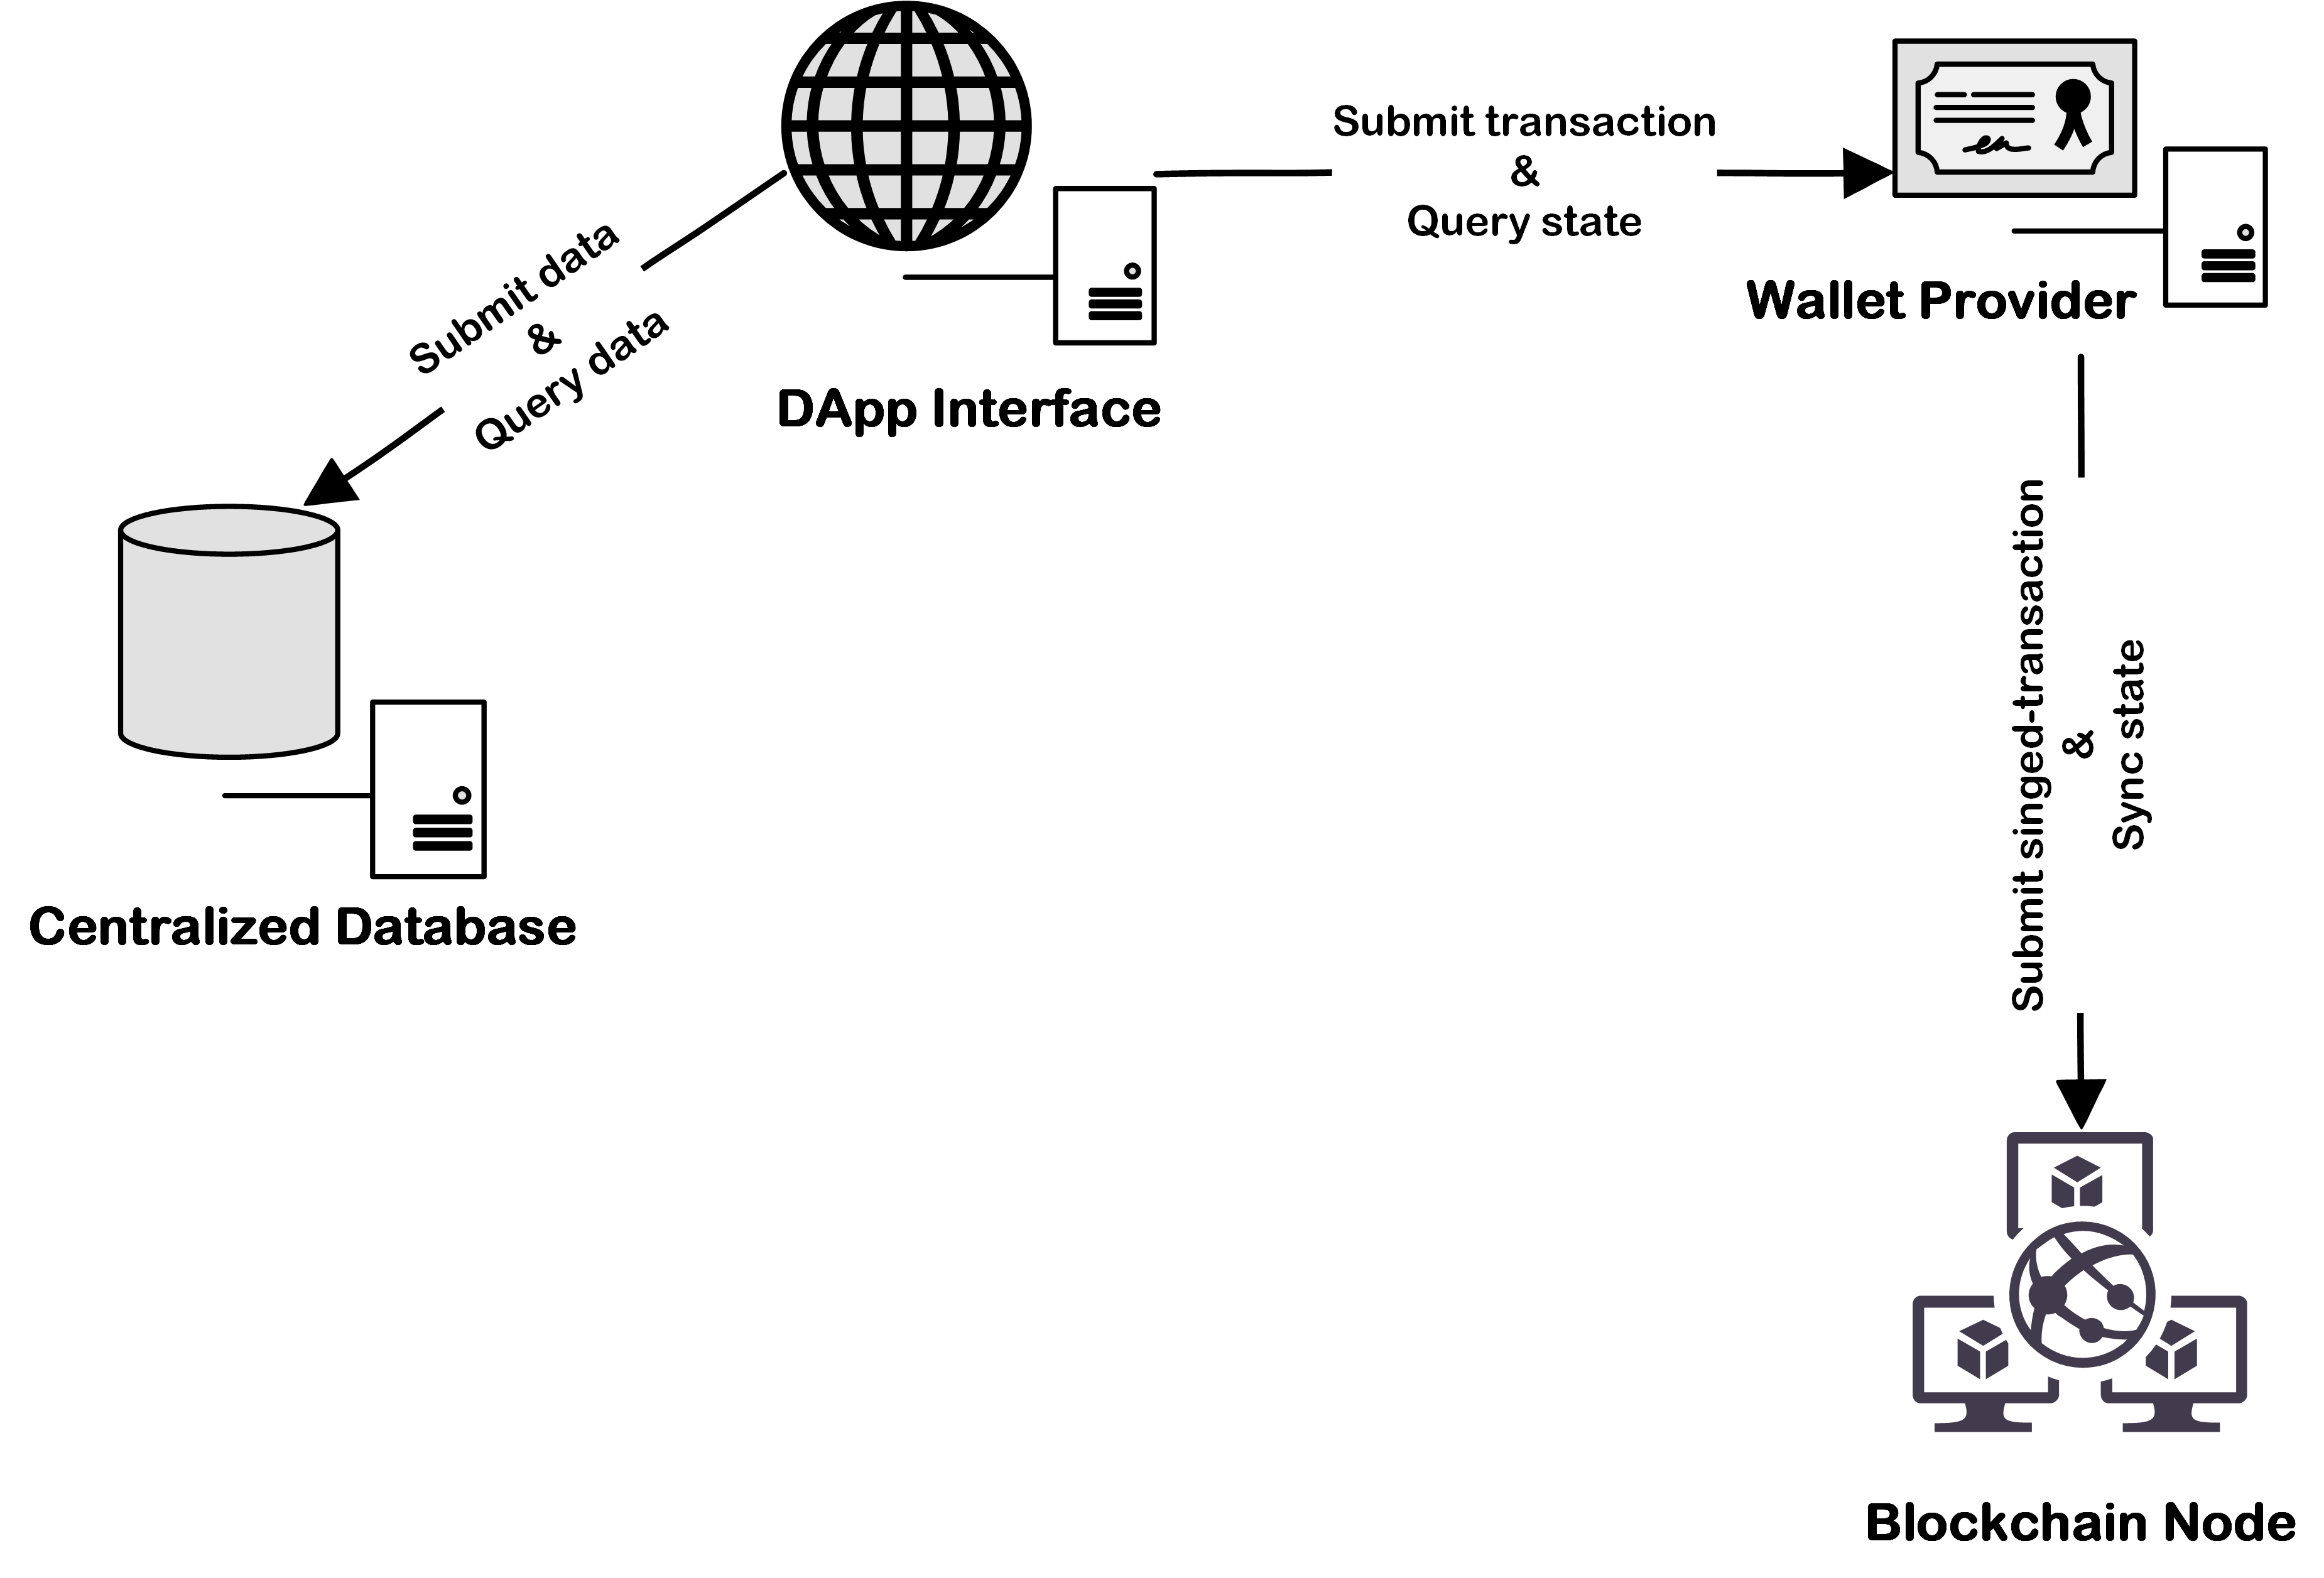 Submit transaction
&
Query state
Wallet Provider
Submit data
&
Query data
DApp Interface
Submit singed-transaction
&
Sync state
Centralized Database
Blockchain Node